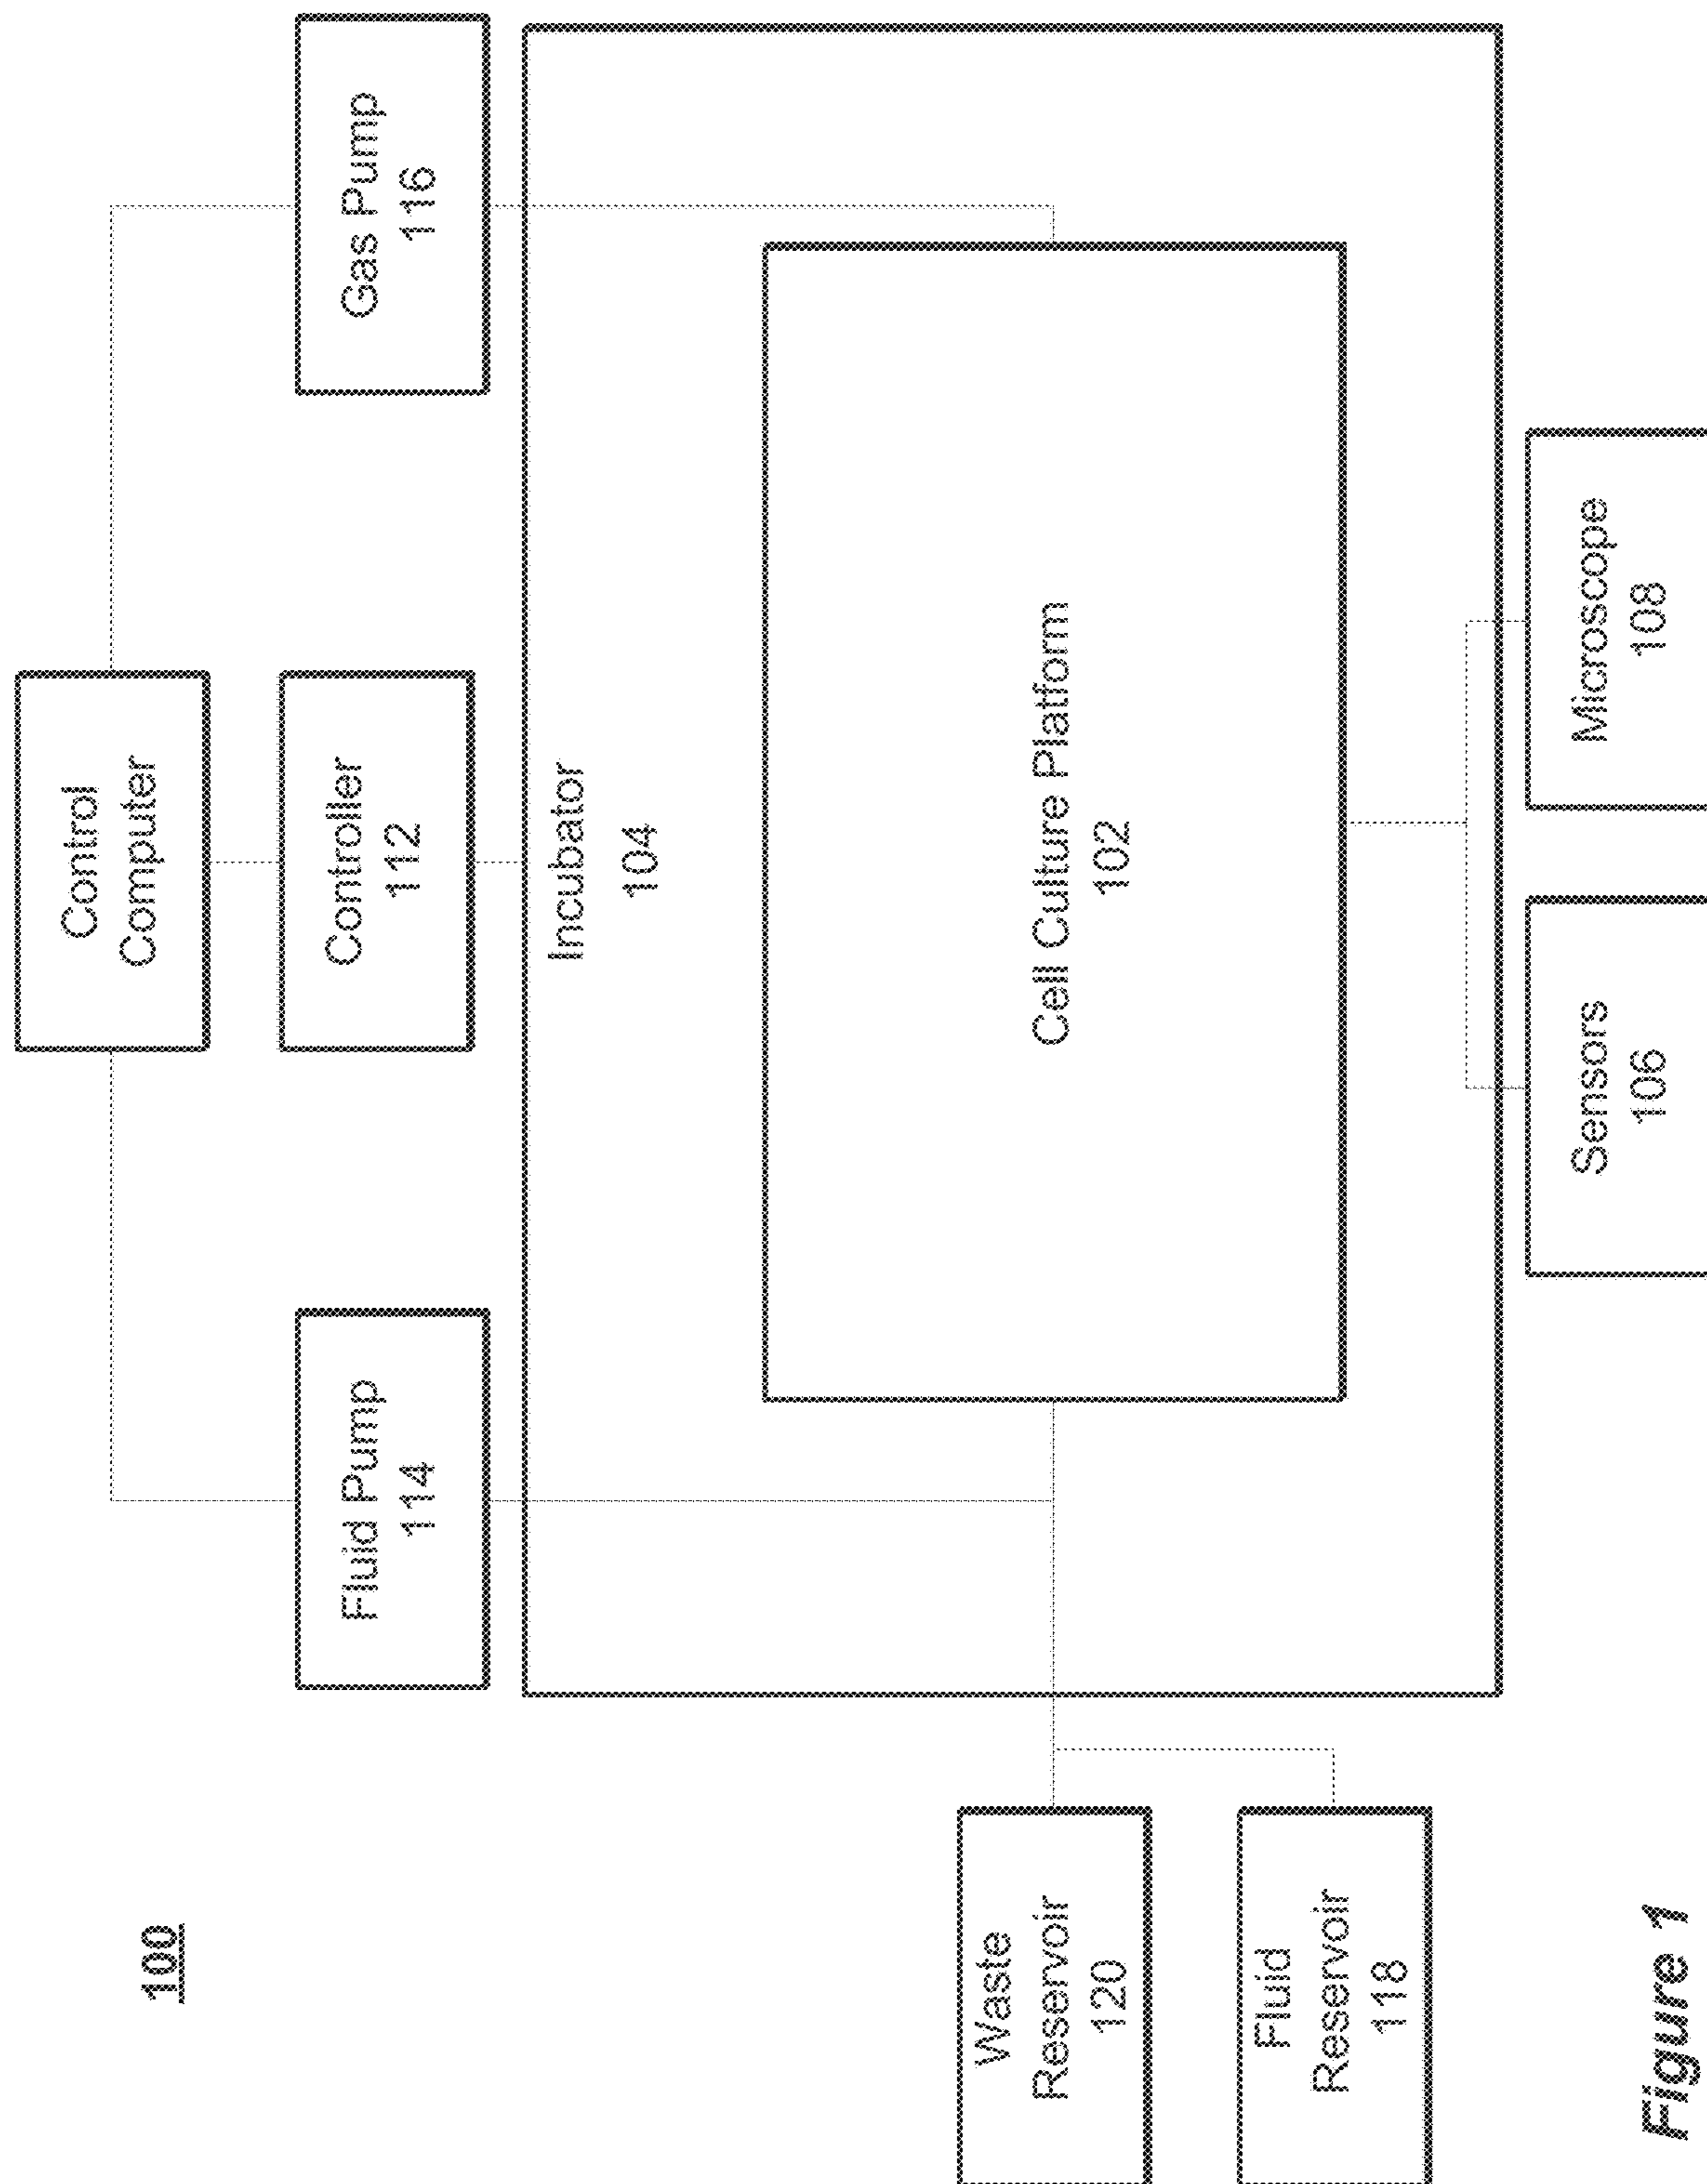 100
Control
Computer
Fluid Pump
114
Controller
112
Gas Pump
116
Incubator
104
Cell Culture Platform
102
Waste
Reservoir
120
Fluid
Reservoir
118
Sensors
106
Microscope
108
Figure 1